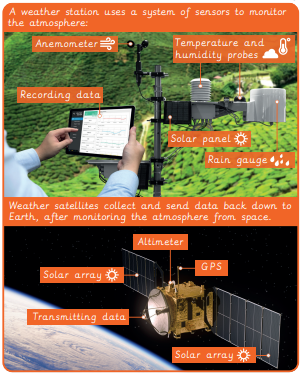 A weather station uses a system of sensors to monitor
the atmosphere:
Anemometer
Temperature and
humidity probes
Recording data
Solar panel
Rain gauge
Weather satellites collect and send data back down to
Earth, after monitoring the atmosphere from space.
Altimeter
GPS
Solar array
Transmitting data
Solar array